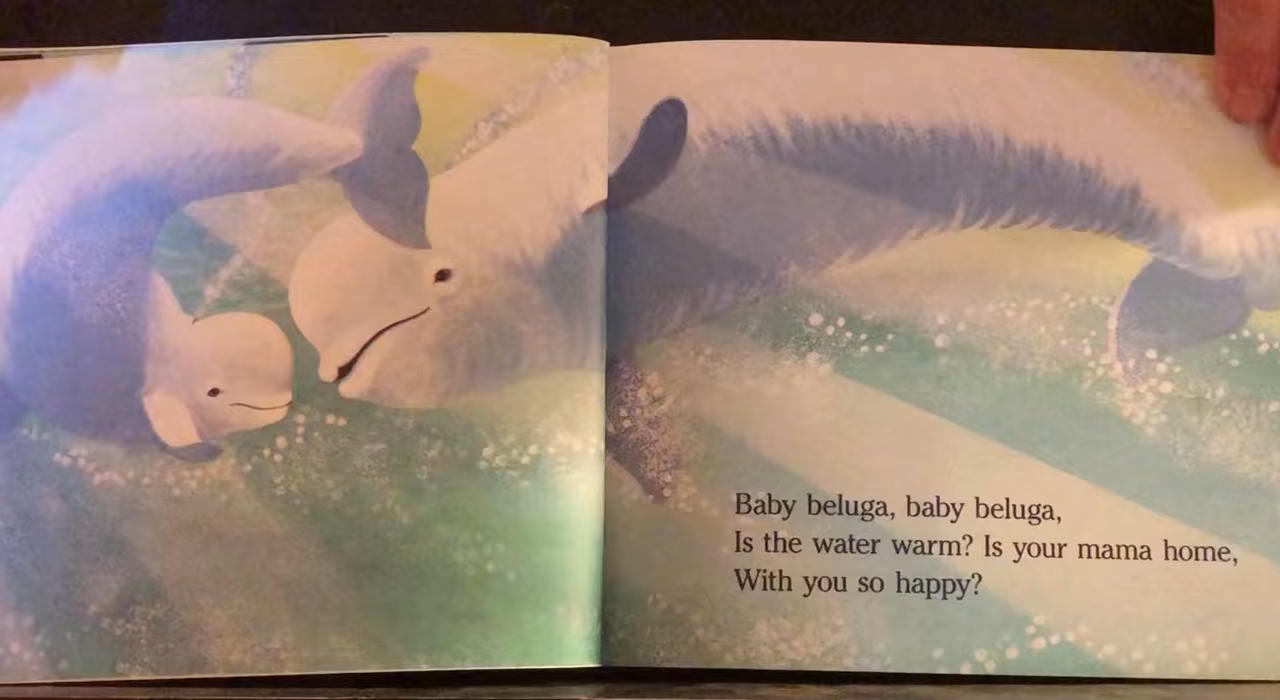 Baby beluga, baby beluga,
Is the water warm? Is your mama home,
With you so happy?